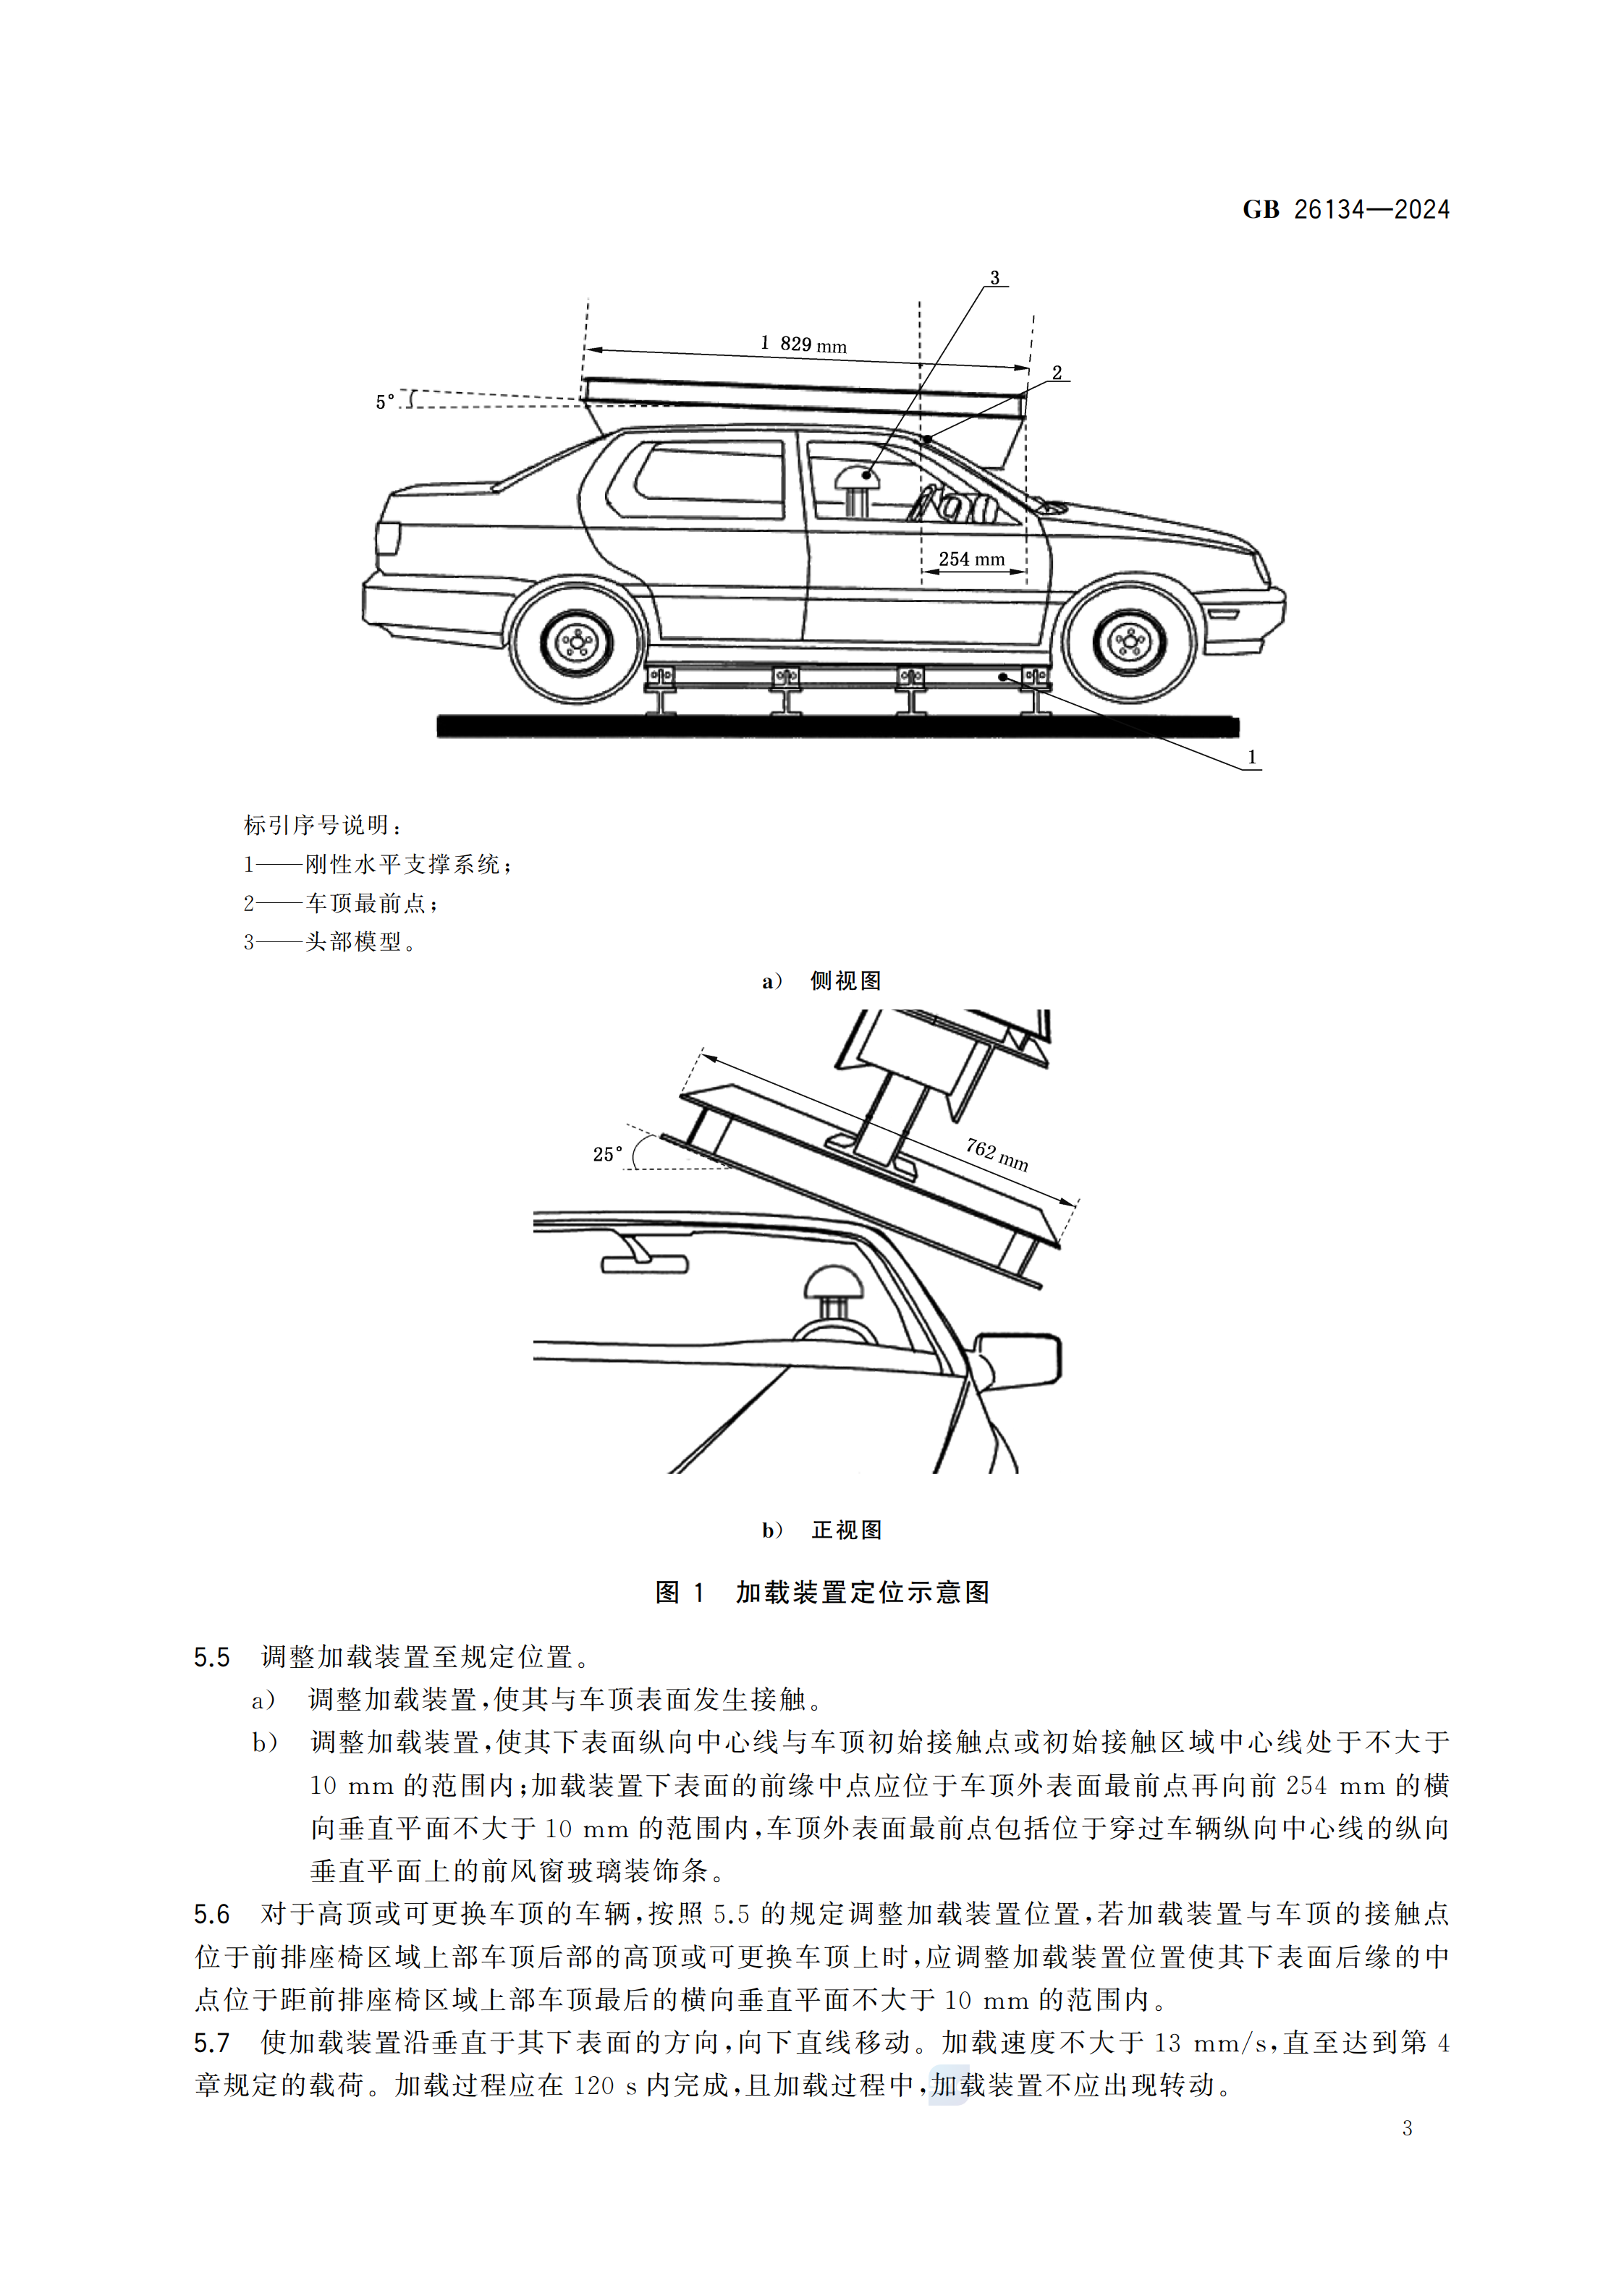 GB 26134—2024
3
1 829 mm
2
5°
254 mm
1
标引序号说明：
1——刚性水平支撑系统；
2——车顶最前点；
3——头部模型。
a） 侧视图
762 mm
25°
b） 正视图
图 1 加载装置定位示意图
5.5 调整加载装置至规定位置。
a） 调整加载装置，使其与车顶表面发生接触。
b） 调整加载装置，使其下表面纵向中心线与车顶初始接触点或初始接触区域中心线处于不大于
10 mm 的范围内；加载装置下表面的前缘中点应位于车顶外表面最前点再向前 254 mm 的横
向垂直平面不大于 10 mm 的范围内，车顶外表面最前点包括位于穿过车辆纵向中心线的纵向
垂直平面上的前风窗玻璃装饰条。
5.6 对于高顶或可更换车顶的车辆，按照 5.5 的规定调整加载装置位置，若加载装置与车顶的接触点
位于前排座椅区域上部车顶后部的高顶或可更换车顶上时，应调整加载装置位置使其下表面后缘的中
点位于距前排座椅区域上部车顶最后的横向垂直平面不大于 10 mm 的范围内。
5.7 使加载装置沿垂直于其下表面的方向，向下直线移动。加载速度不大于 13 mm/s，直至达到第 4
章规定的载荷。加载过程应在 120 s 内完成，且加载过程中，加载装置不应出现转动。
3